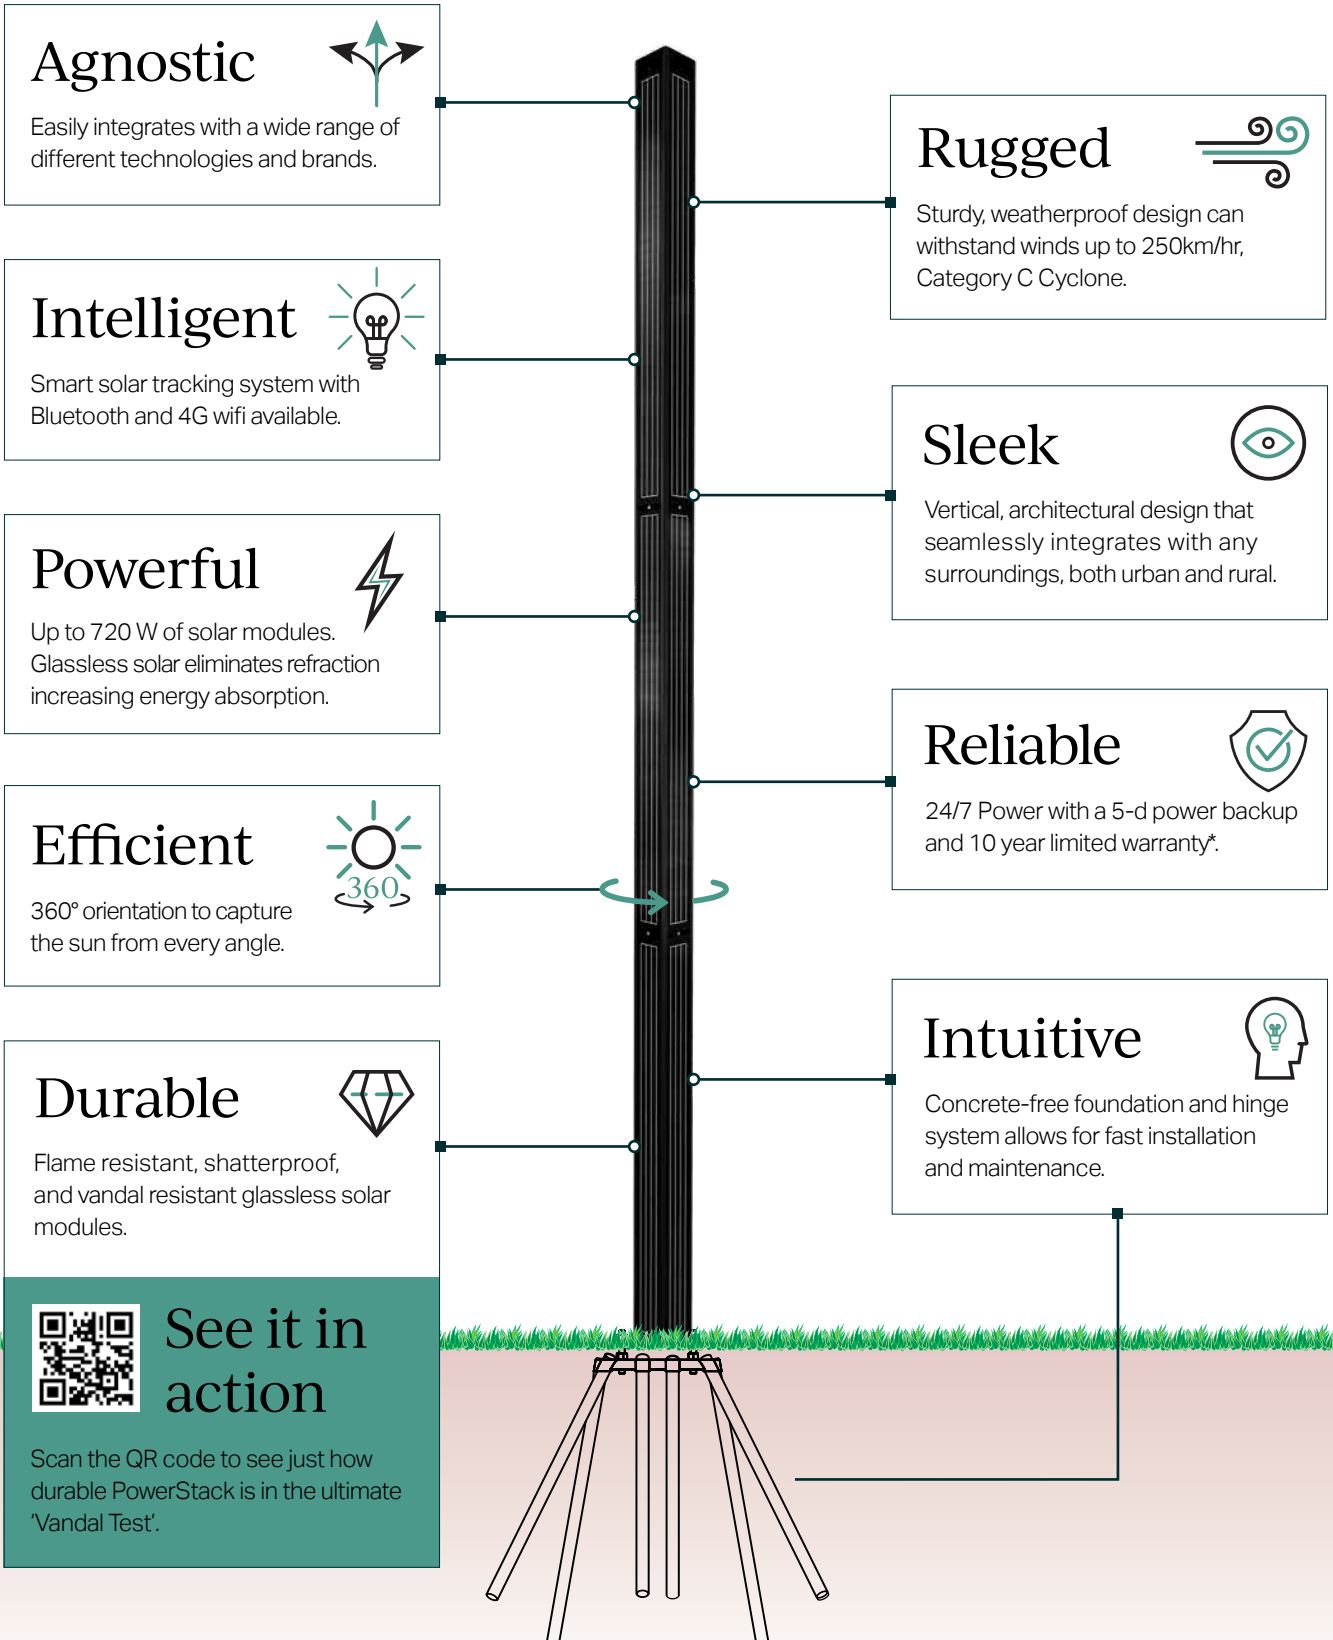 Agnostic
Easily integrates with a wide range of
different technologies and brands.
Intelligent
Smart solar tracking system with
Bluetooth and 4G wifi available.
Powerful
Up to 720 W of solar modules.
Glassless solar eliminates refraction
increasing energy absorption.
Efficient
360
360° orientation to capture
the sun from every angle.
Durable
Flame resistant, shatterproof,
and vandal resistant glassless solar
modules.
See it in
action
Scan the QR code to see just how
durable PowerStack is in the ultimate
‘Vandal Test’.
Rugged
Sturdy, weatherproof design can
withstand winds up to 250km/hr,
Category C Cyclone.
Sleek
Vertical, architectural design that
seamlessly integrates with any
surroundings, both urban and rural.
Reliable
24/7 Power with a 5-d power backup
and 10 year limited warranty*.
Intuitive
Concrete-free foundation and hinge
system allows for fast installation
and maintenance.